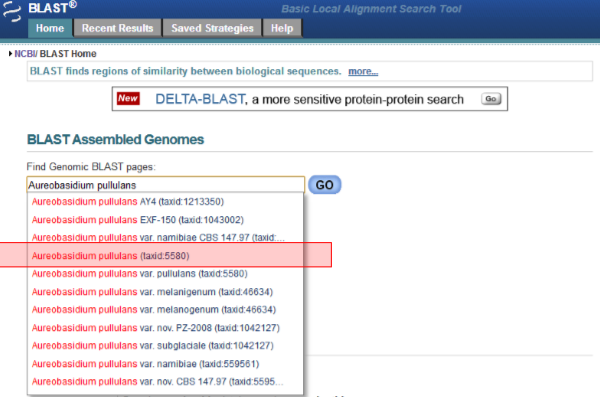 BLAST®
Basic Local Alignment Search Tool
Home Recent Results Saved Strategies Help
NCBI/ BLAST Home
BLAST finds regions of similarity between biological sequences. more...
New DELTA-BLAST, a more sensitive protein-protein search Go
BLAST Assembled Genomes
Find Genomic BLAST pages:
Aureobasidium pullulans GO
Aureobasidium pullulans AY4 (taxid:1213350)
Aureobasidium pullulans EXF-150 (taxid:1043002)
Aureobasidium pullulans var. namibiae CBS 147.97 (taxid:...
Aureobasidium pullulans (taxid:5580)
Aureobasidium pullulans var. pullulans (taxid:5580)
Aureobasidium pullulans var. melanigenum (taxid:46634)
Aureobasidium pullulans var. melanogenum (taxid:46634)
Aureobasidium pullulans var. nov. PZ-2008 (taxid:1042127)
Aureobasidium pullulans var. subglaciale (taxid:1042127)
Aureobasidium pullulans var. namibiae (taxid:559561)
Aureobasidium pullulans var. nov. CBS 147.97 (taxid:5595...